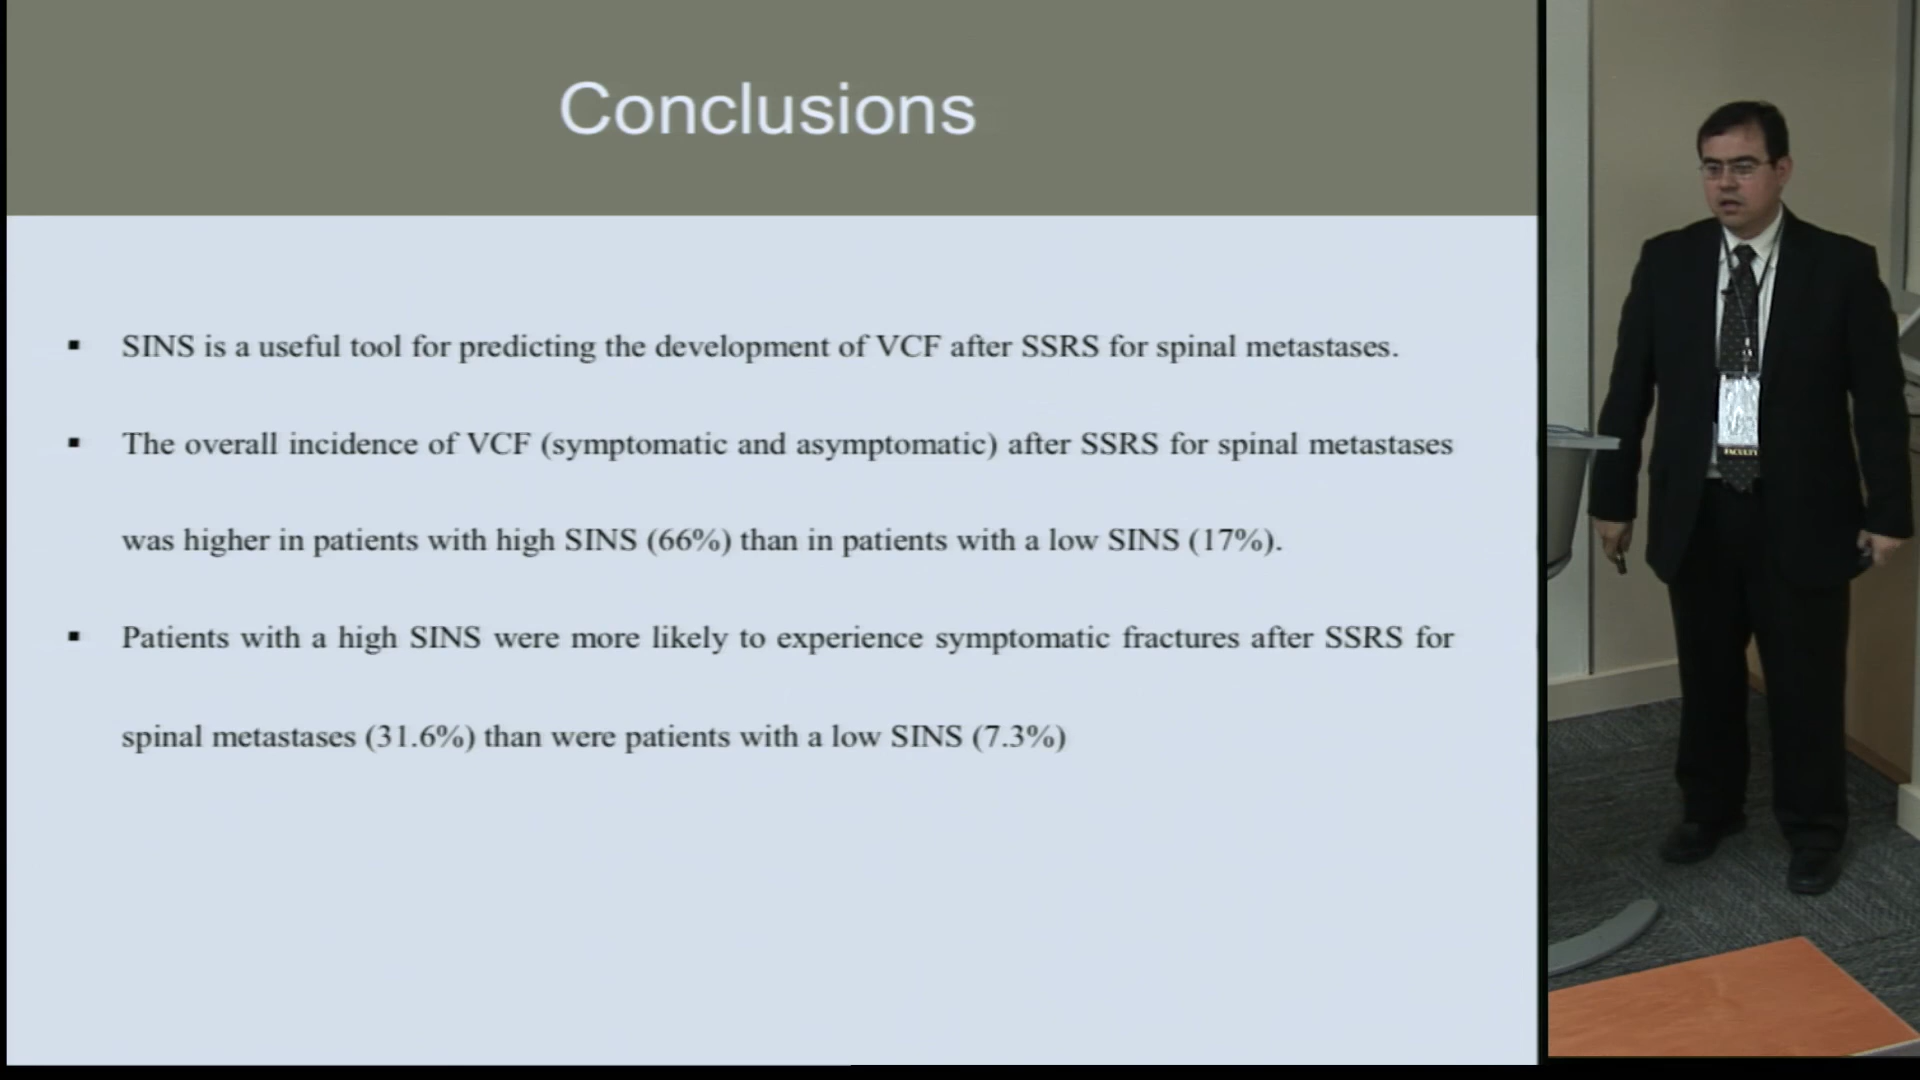 Conclusions
▪ SINS is a useful tool for predicting the development of VCF after SSRS for spinal metastases.
▪ The overall incidence of VCF (symptomatic and asymptomatic) after SSRS for spinal metastases
was higher in patients with high SINS (66%) than in patients with a low SINS (17%).
▪ Patients with a high SINS were more likely to experience symptomatic fractures after SSRS for
spinal metastases (31.6%) than were patients with a low SINS (7.3%)
FACULTY